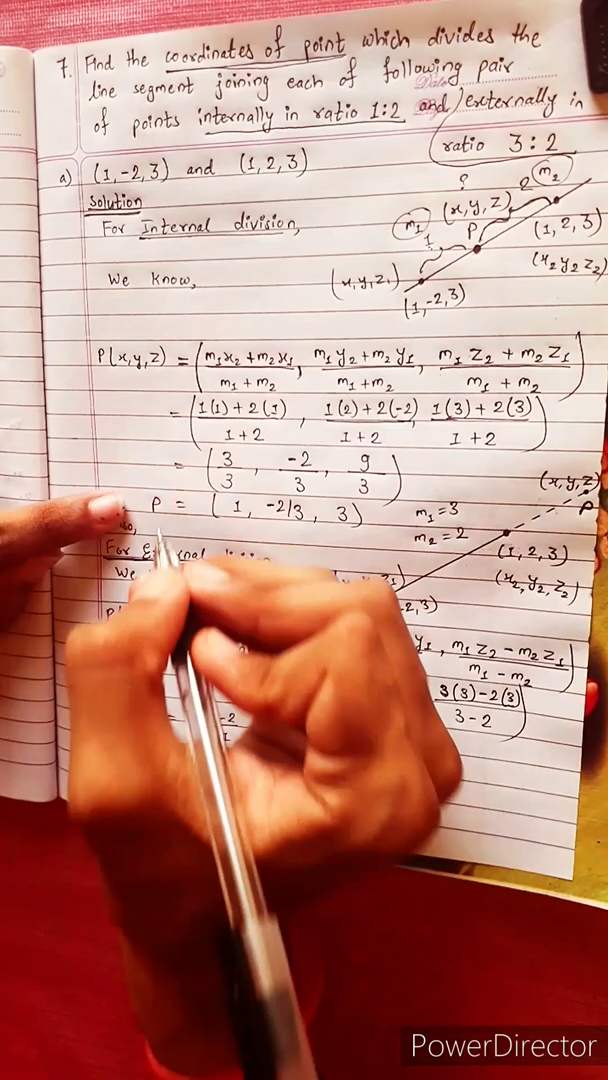 7. Find the coordinates of point which divides the
line segment joining each of following pair
of points internally in ratio 1:2 and externally in
ratio 3:2
a) (1,-2,3) and (1,2,3)
Solution
For Internal division,
? 2 m₂
m₁ (x,y,z)
1 P (1,2,3)
(x₂ y₂ z₂)
We know, (x,y,z₁)
(1,-2,3)
P(x,y,z) = (m₁x₂+m₂x₁/m₁+m₂, m₁y₂+m₂y₁/m₁+m₂, m₁z₂+m₂z₁/m₁+m₂)
= (1(1)+2(1)/1+2, 1(2)+2(-2)/1+2, 1(3)+2(3)/1+2)
= (3/3, -2/3, 9/3)
P = (1, -2/3, 3)
m₁=3
m₂=2
(x,y,z)
P
(1,2,3)
(x₂,y₂,z₂)
For
We
2,3)
y₁, m₁z₂-m₂z₁/m₁-m₂)
3(3)-2(3)/3-2)
= -2/1
PowerDirector